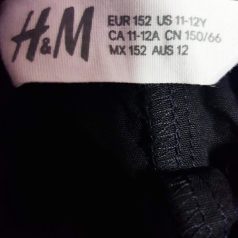 H&M
EUR 152 US 11-12Y
CA 11-12A CN 150/66
MX 152 AUS 12